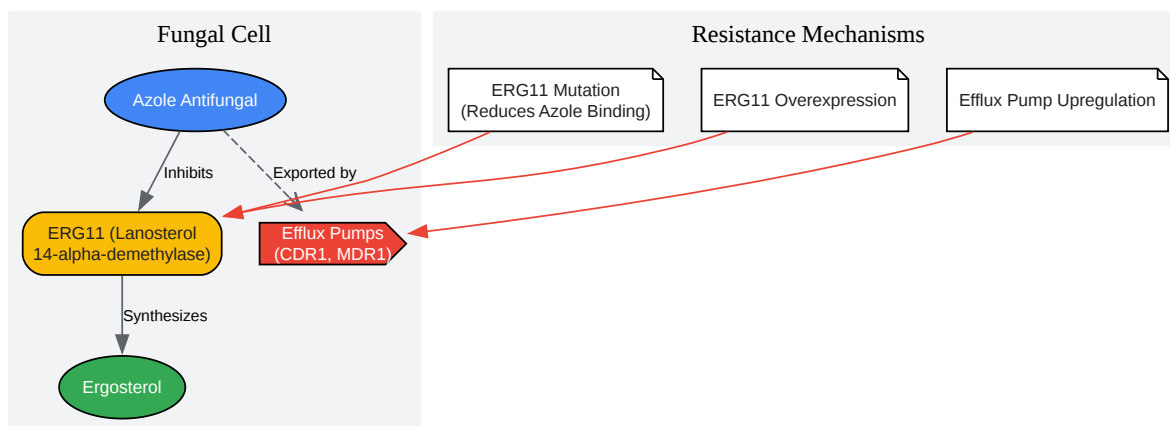 Fungal Cell
Resistance Mechanisms
Azole Antifungal
ERG11 Mutation
(Reduces Azole Binding)
ERG11 Overexpression
Efflux Pump Upregulation
Inhibits
Exported by
ERG11 (Lanosterol
14-alpha-demethylase)
Efflux Pumps
(CDR1, MDR1)
Synthesizes
Ergosterol